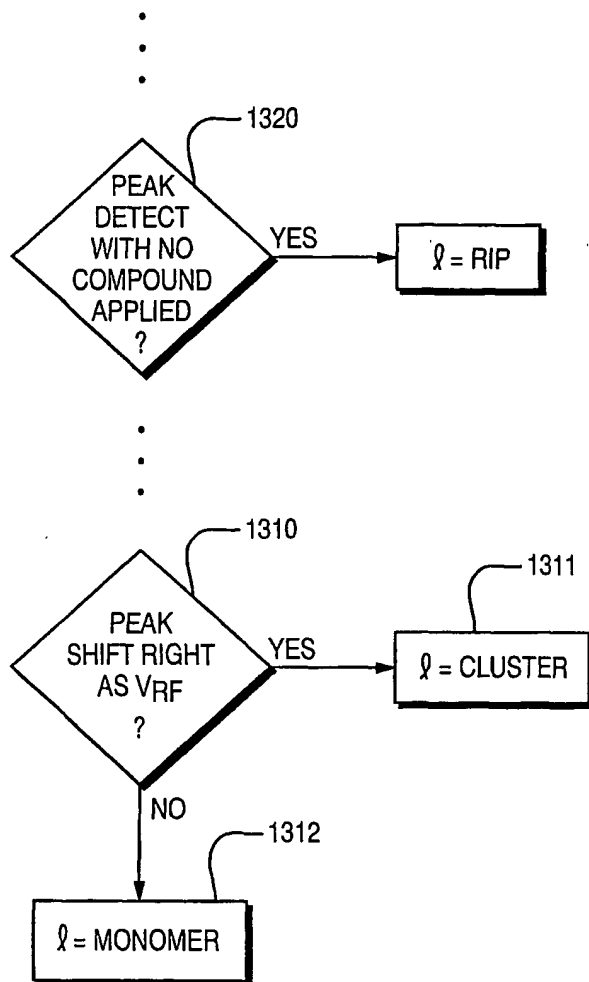 1320
PEAK
DETECT
WITH NO
COMPOUND
APPLIED
?
YES
ℓ = RIP
1310
PEAK
SHIFT RIGHT
AS VRF
?
YES
1311
ℓ = CLUSTER
NO
1312
ℓ = MONOMER